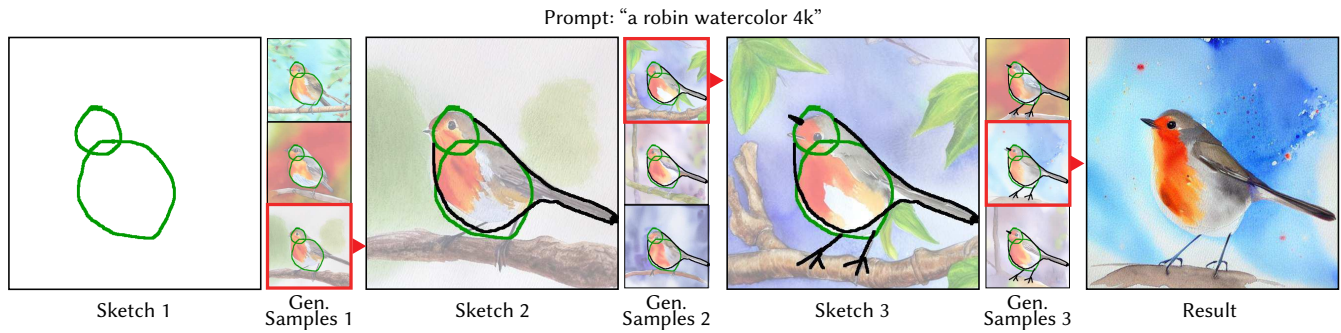 Prompt: “a robin watercolor 4k”
Sketch 1
Gen.
Samples 1
Sketch 2
Gen.
Samples 2
Sketch 3
Gen.
Samples 3
Result